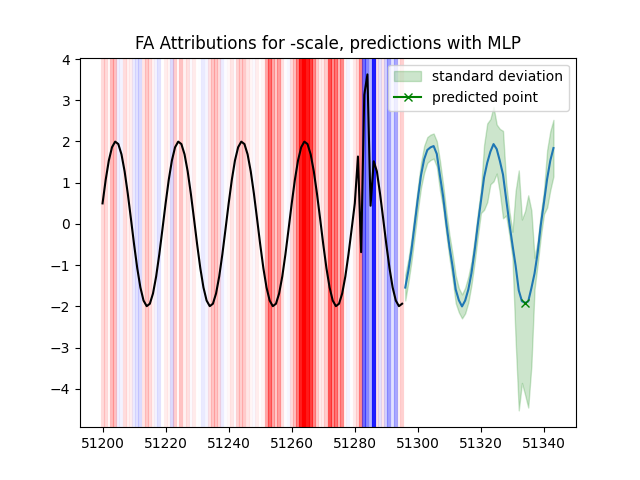 FA Attributions for -scale, predictions with MLP
standard deviation
predicted point
4
3
2
1
0
−1
−2
−3
−4
51200 51220 51240 51260 51280 51300 51320 51340